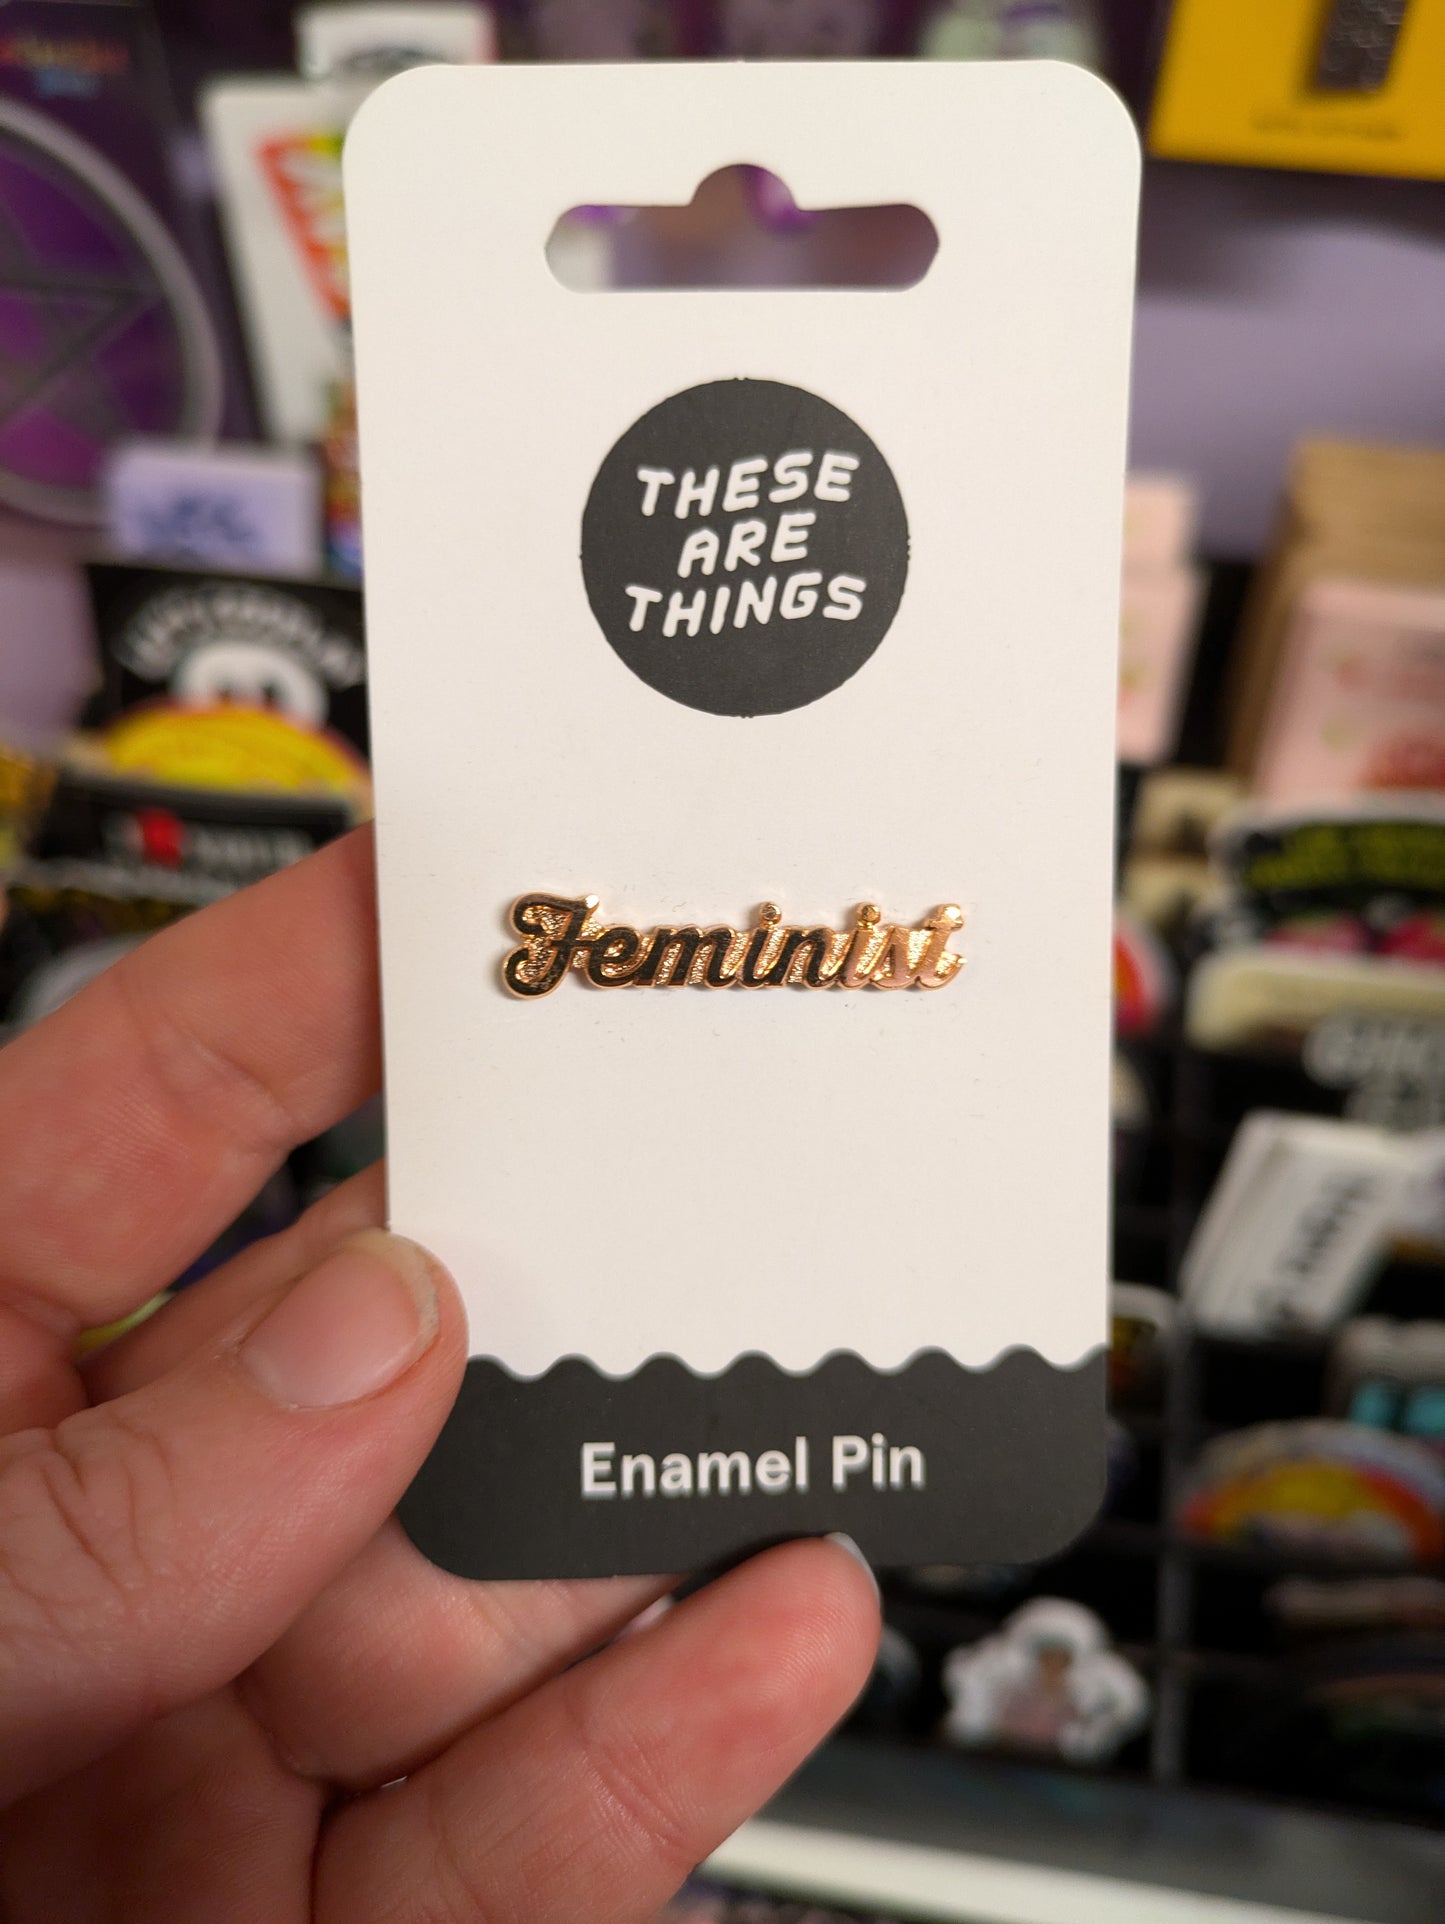 THESE
ARE
THINGS
Feminist
Enamel Pin